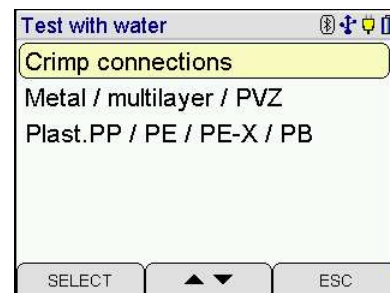 Test with water
Crimp connections
Metal / multilayer / PVZ
Plast.PP / PE / PE-X / PB
SELECT
ESC